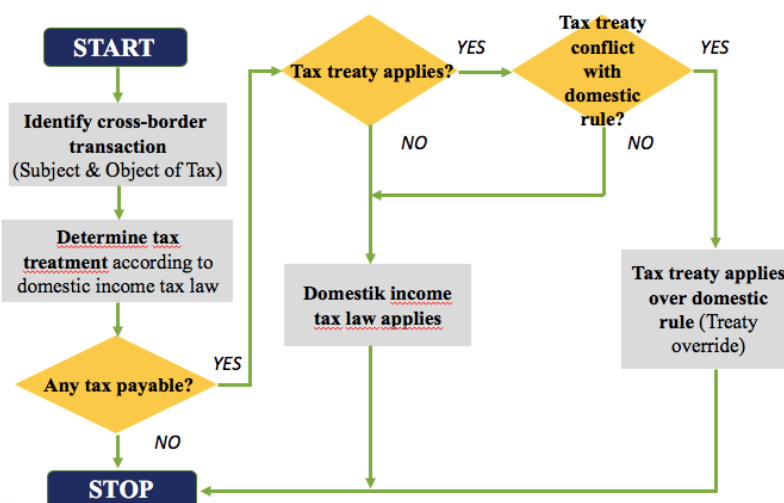 START
Identify cross-border
transaction
(Subject & Object of Tax)
Determine tax
treatment according to
domestic income tax law
Any tax payable?
YES
NO
STOP
Tax treaty applies?
YES
NO
Tax treaty
conflict
with
domestic
rule?
YES
NO
Domestik income
tax law applies
Tax treaty applies
over domestic
rule (Treaty
override)